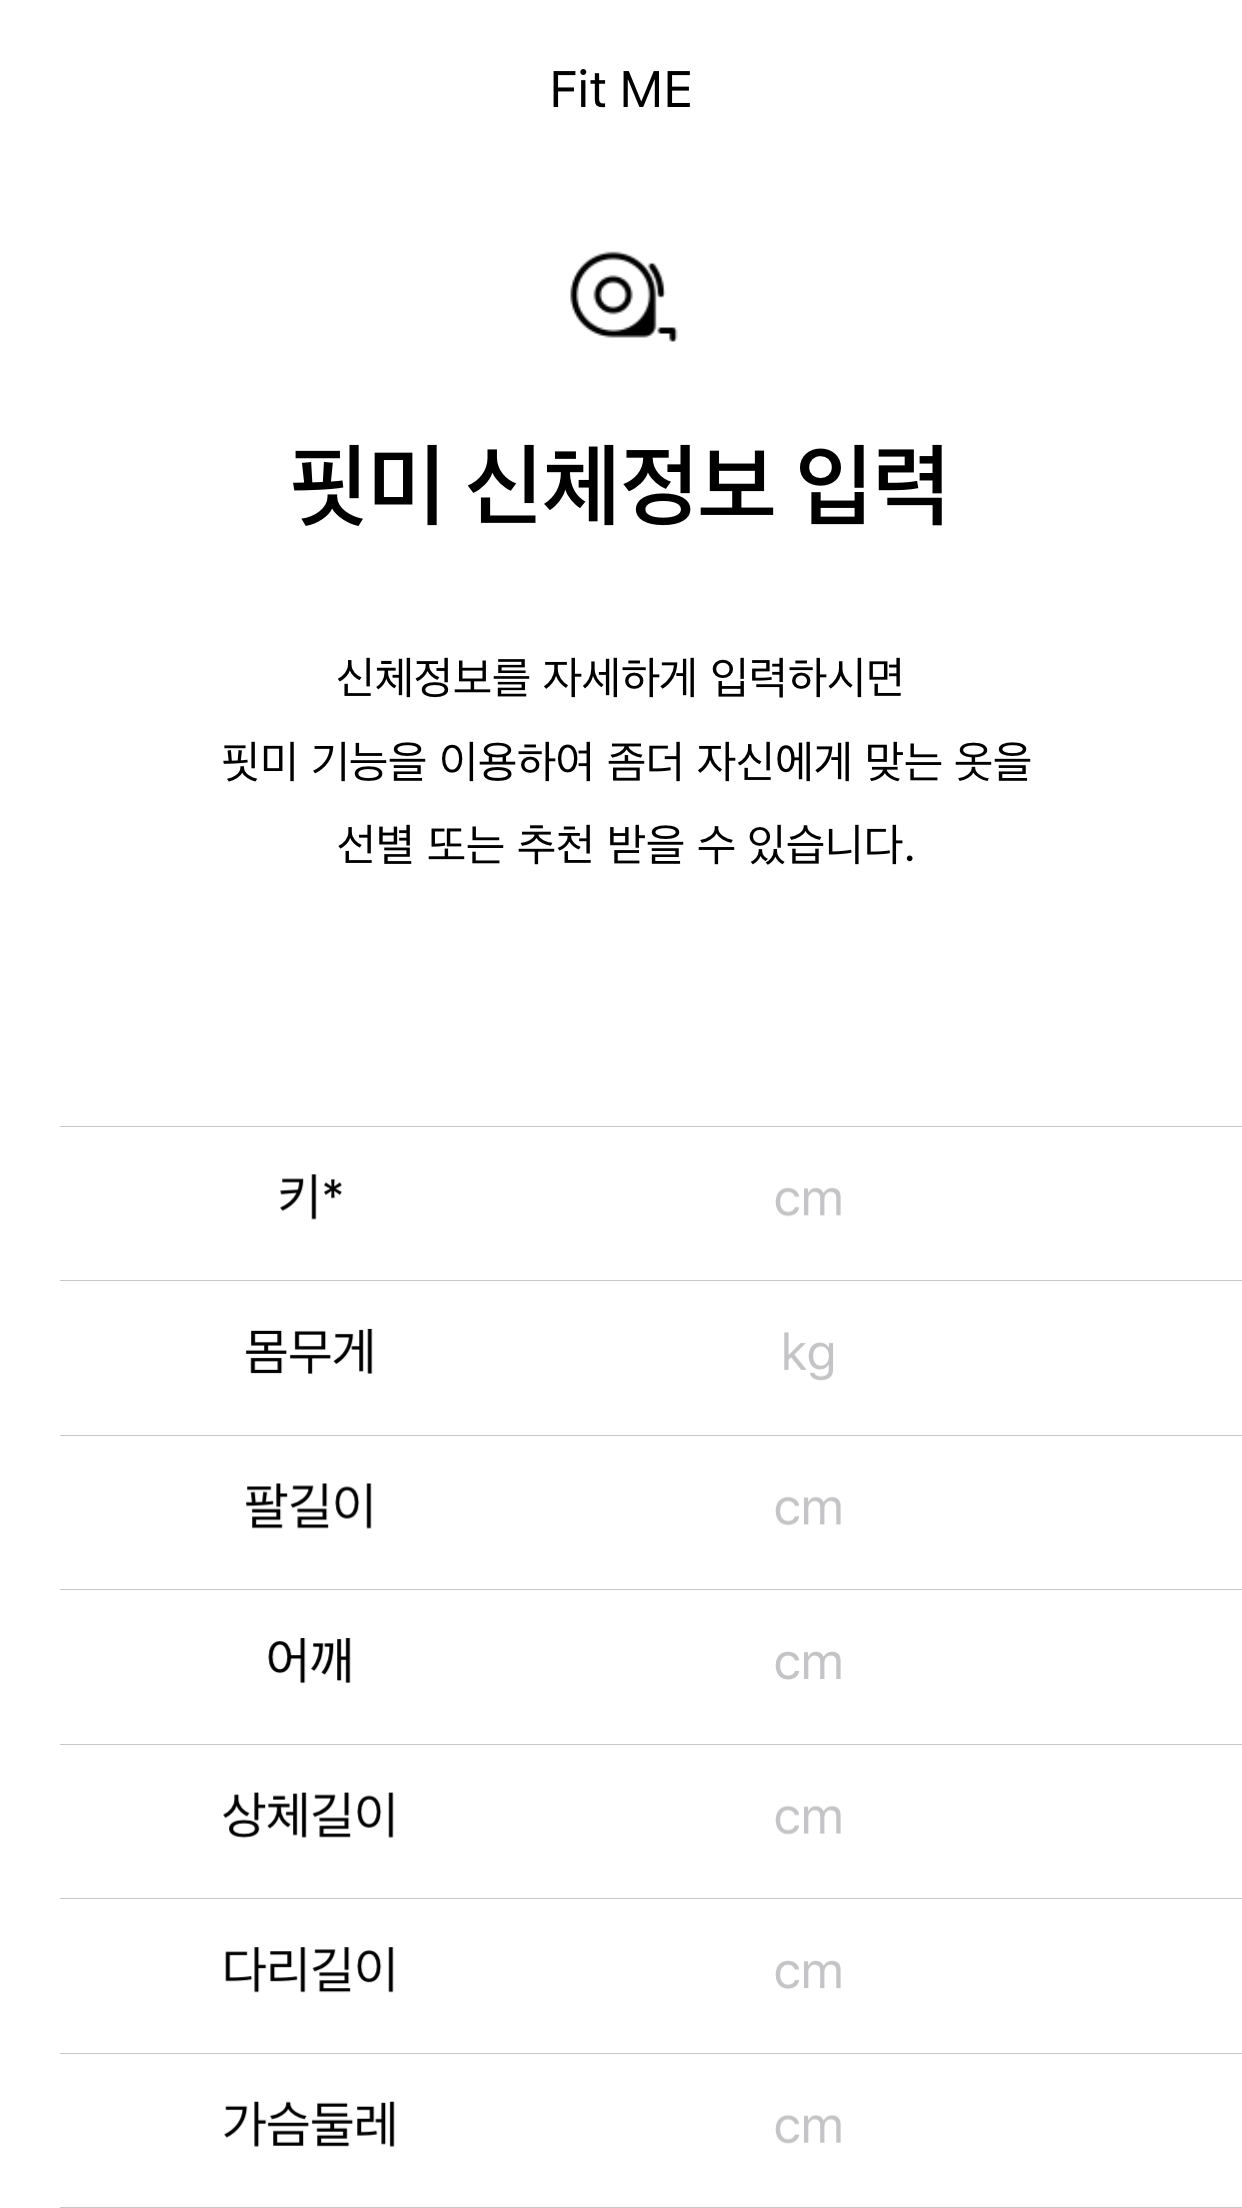 Fit ME
핏미 신체정보 입력
신체정보를 자세하게 입력하시면
핏미 기능을 이용하여 좀더 자신에게 맞는 옷을
선별 또는 추천 받을 수 있습니다.
키* cm
몸무게 kg
팔길이 cm
어깨 cm
상체길이 cm
다리길이 cm
가슴둘레 cm